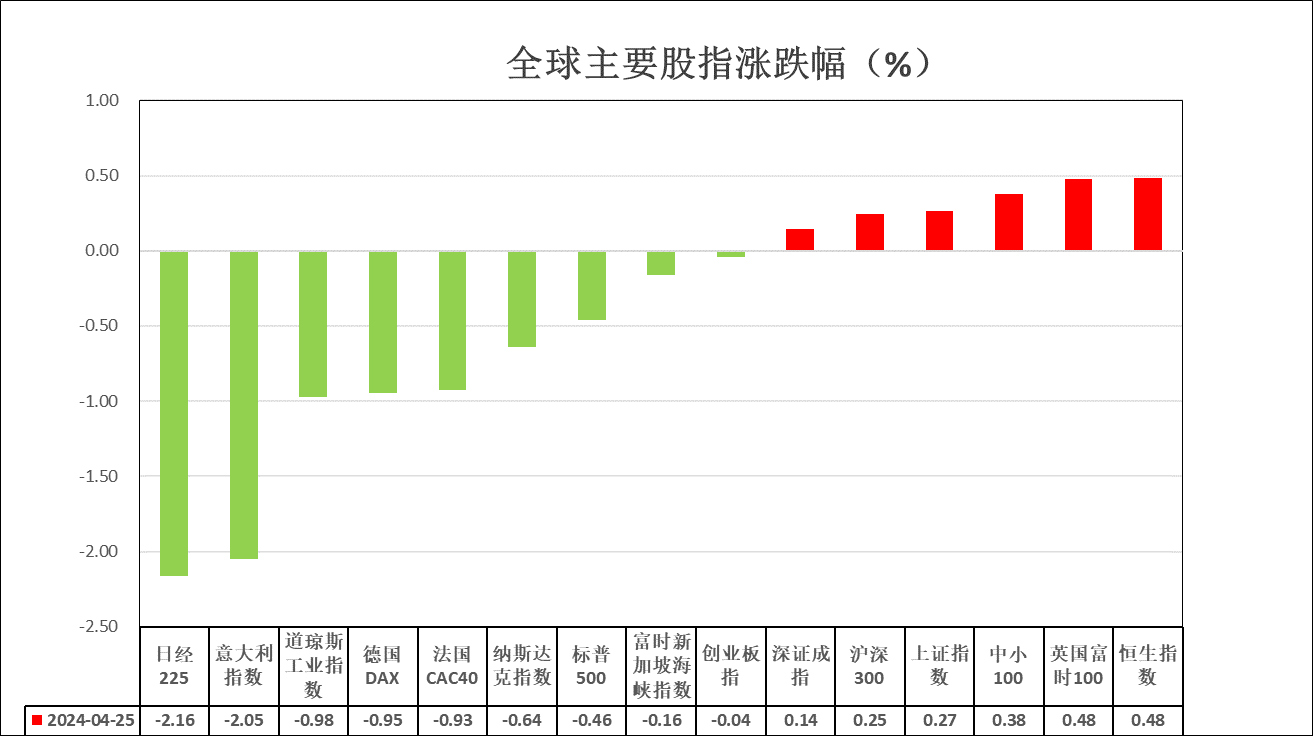 全球主要股指涨跌幅（%）
1.00
0.50
0.00
-0.50
-1.00
-1.50
-2.00
-2.50
日经
225
意大利
指数
道琼斯
工业指
数
德国
DAX
法国
CAC40
纳斯达
克指数
标普
500
富时新
加坡海
峡指数
创业板
指
深证成
指
沪深
300
上证指
数
中小
100
英国富
时100
恒生指
数
2024-04-25 -2.16 -2.05 -0.98 -0.95 -0.93 -0.64 -0.46 -0.16 -0.04 0.14 0.25 0.27 0.38 0.48 0.48